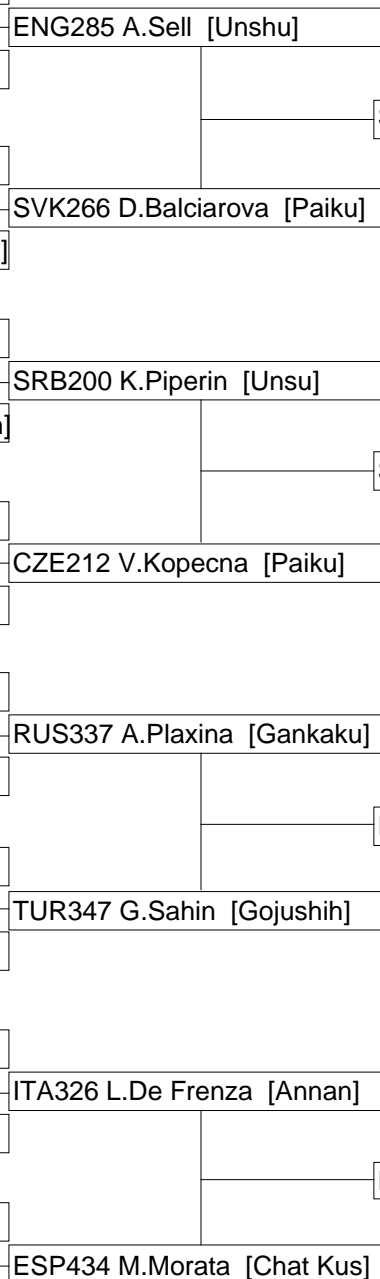 ENG285 A.Sell [Unshu]
SVK266 D.Balciarova [Paiku]
SRB200 K.Piperin [Unsu]
CZE212 V.Kopecna [Paiku]
RUS337 A.Plaxina [Gankaku]
TUR347 G.Sahin [Gojushih]
ITA326 L.De Frenza [Annan]
ESP434 M.Morata [Chat Kus]